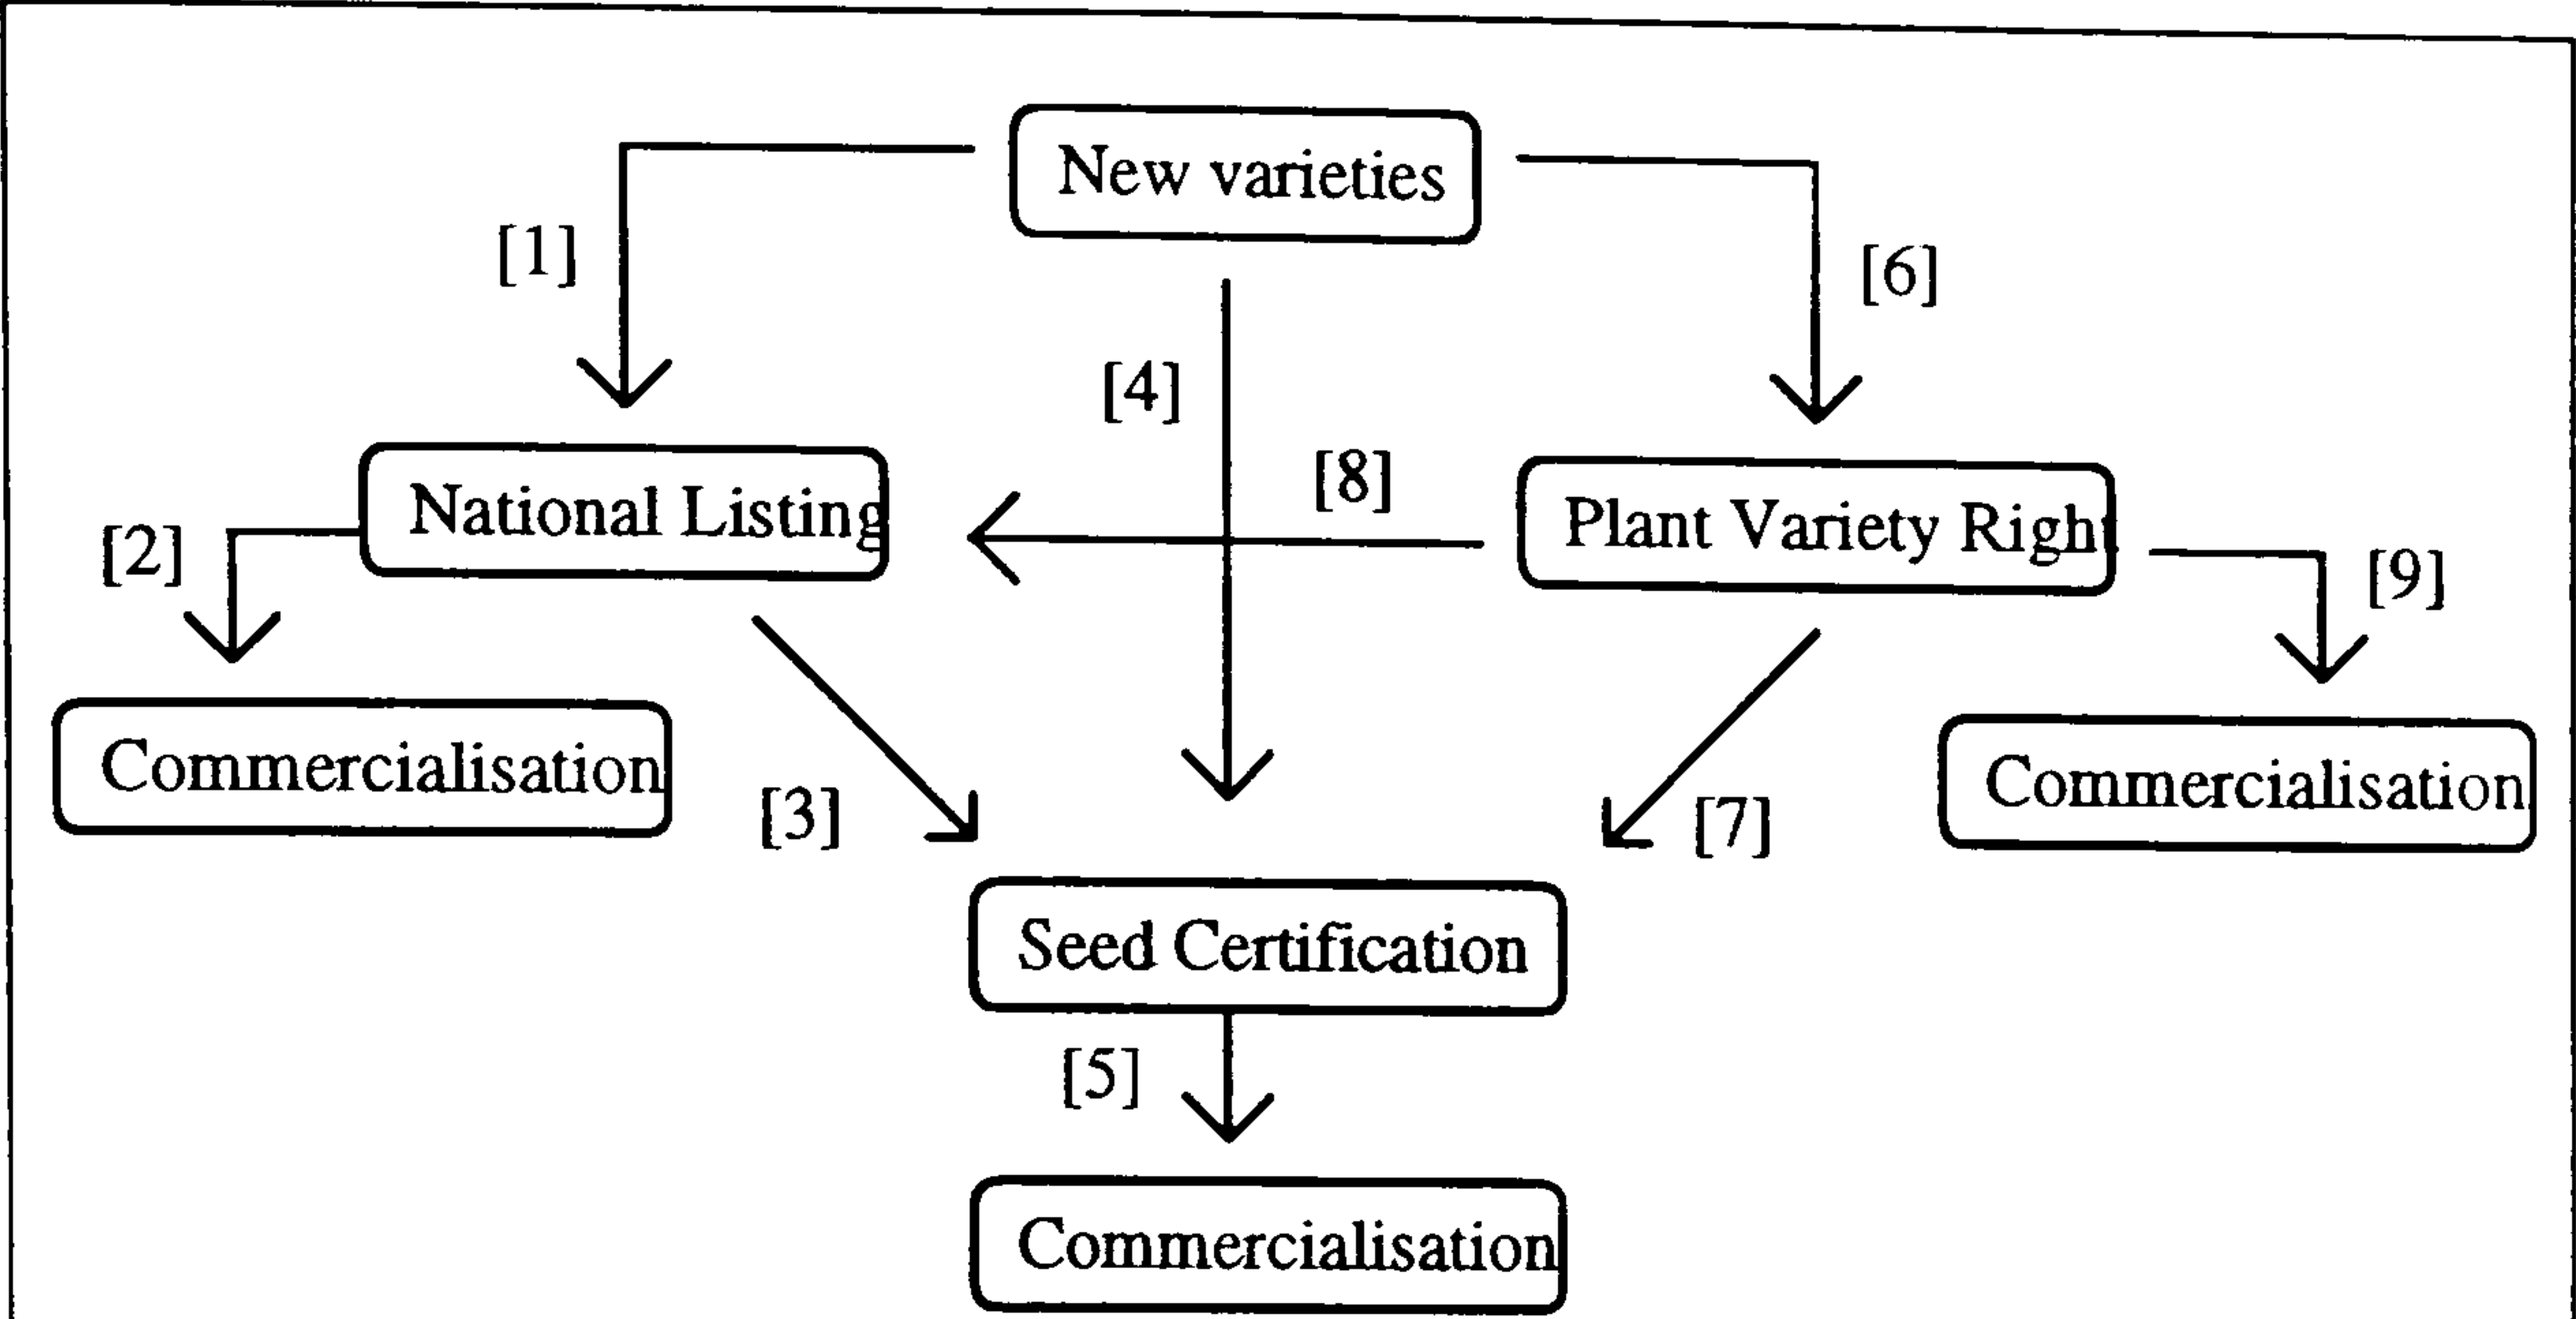 New varieties
[1]
[6]
[4]
[8]
National Listing
Plant Variety Right
[2]
[9]
Commercialisation
Commercialisation
[3]
[7]
Seed Certification
[5]
Commercialisation